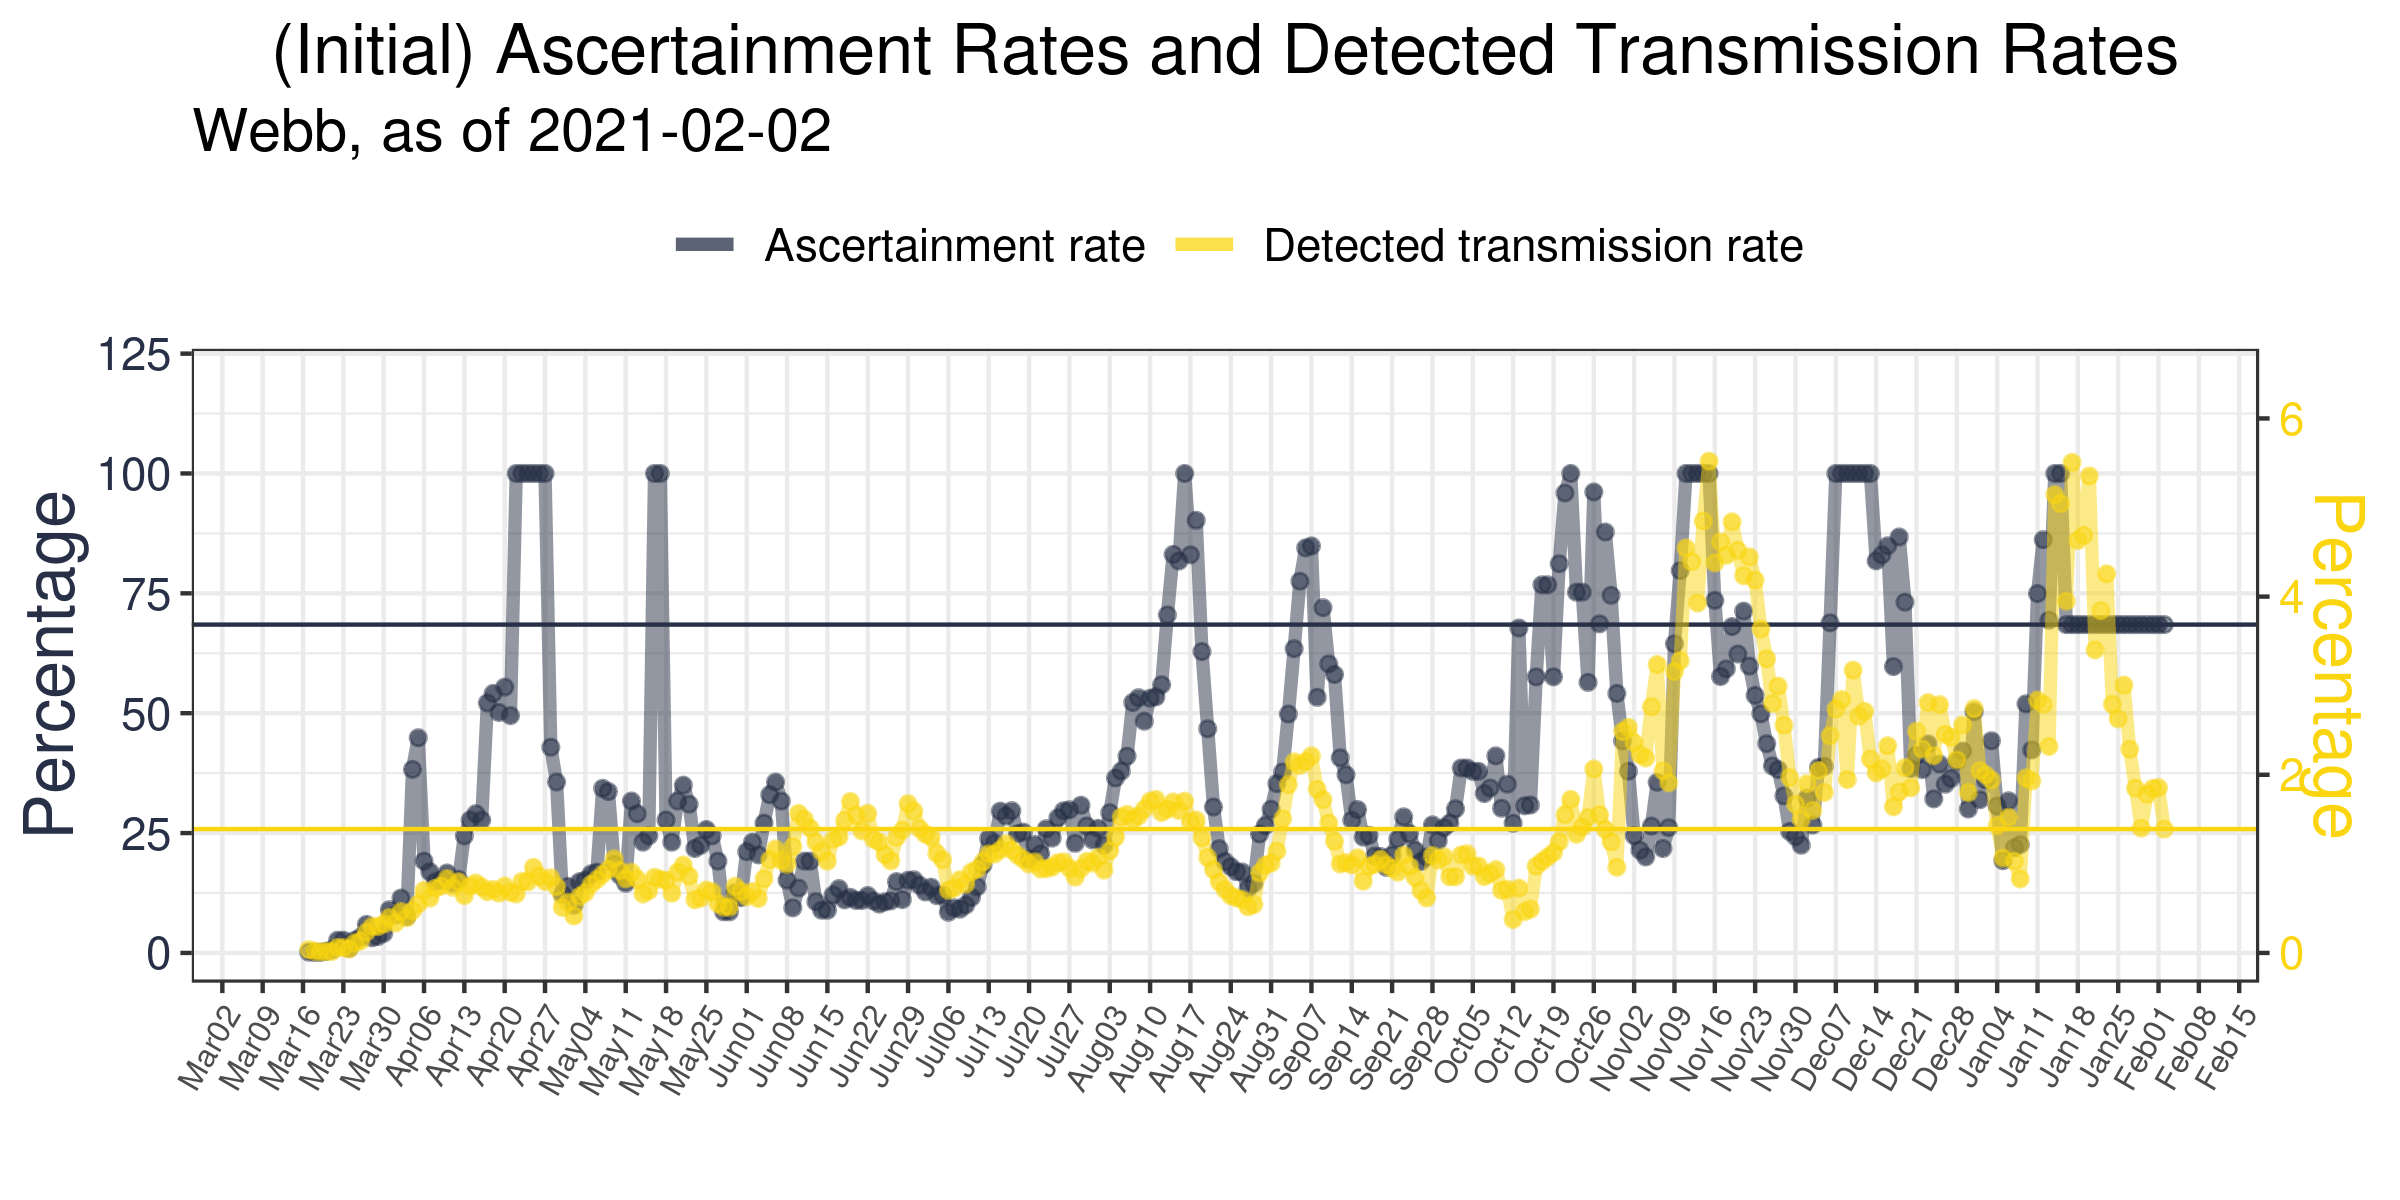 (Initial) Ascertainment Rates and Detected Transmission Rates
Webb, as of 2021-02-02
Ascertainment rate
Detected transmission rate
Percentage
125
100
75
50
25
0
6
4
2
0
Percentage
Mar02
Mar09
Mar16
Mar23
Mar30
Apr06
Apr13
Apr20
Apr27
May04
May11
May18
May25
Jun01
Jun08
Jun15
Jun22
Jun29
Jul06
Jul13
Jul20
Jul27
Aug03
Aug10
Aug17
Aug24
Aug31
Sep07
Sep14
Sep21
Sep28
Oct05
Oct12
Oct19
Oct26
Nov02
Nov09
Nov16
Nov23
Nov30
Dec07
Dec14
Dec21
Dec28
Jan04
Jan11
Jan18
Jan25
Feb01
Feb08
Feb15